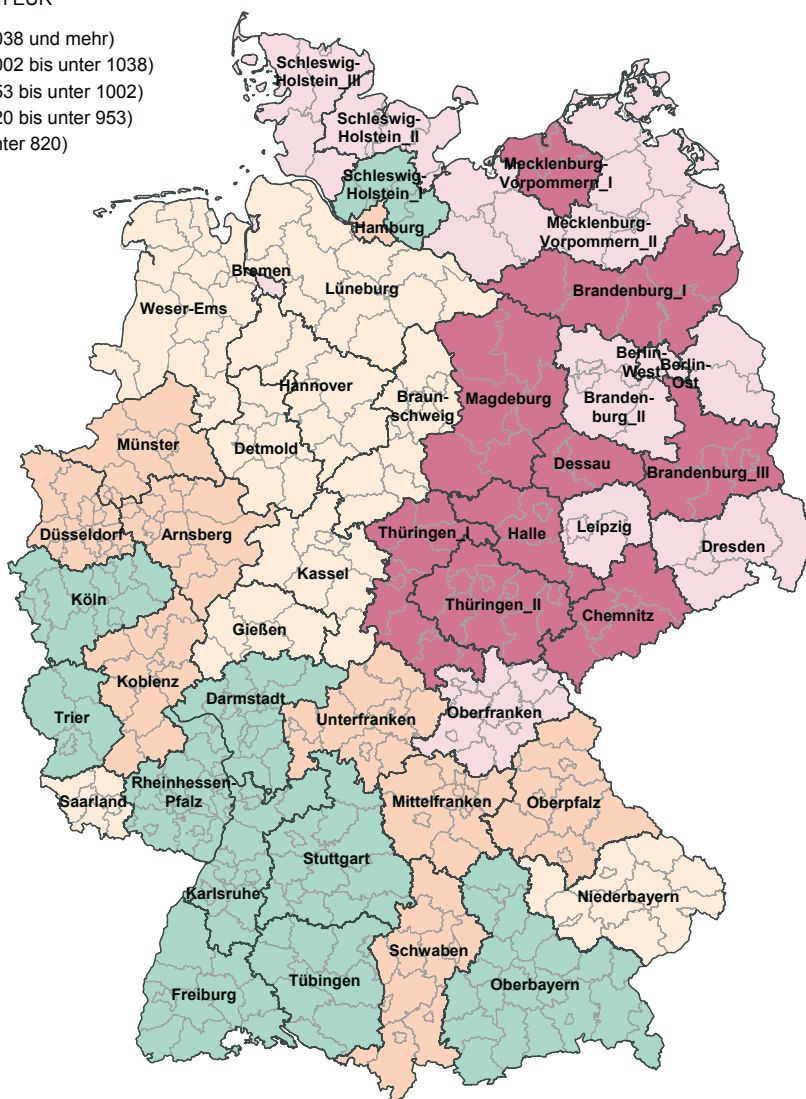 EUR
038 und mehr)
002 bis unter 1038)
53 bis unter 1002)
20 bis unter 953)
nter 820)
Schleswig-
Holstein_III
Schleswig-
Holstein_II
Schleswig-
Holstein_I
Mecklenburg-
Vorpommern_I
Hamburg
Mecklenburg-
Vorpommern_II
Bremen
Lüneburg
Brandenburg_I
Weser-Ems
Berlin-
West
Berlin-
Ost
Hannover
Braun-
schweig
Magdeburg
Branden-
burg_II
Münster
Detmold
Dessau
Brandenburg_III
Düsseldorf
Arnsberg
Thüringen_I
Halle
Leipzig
Dresden
Kassel
Köln
Thüringen_II
Chemnitz
Gießen
Koblenz
Darmstadt
Trier
Unterfranken
Oberfranken
Rheinhessen-
Pfalz
Saarland
Mittelfranken
Oberpfalz
Stuttgart
Karlsruhe
Niederbayern
Schwaben
Tübingen
Oberbayern
Freiburg